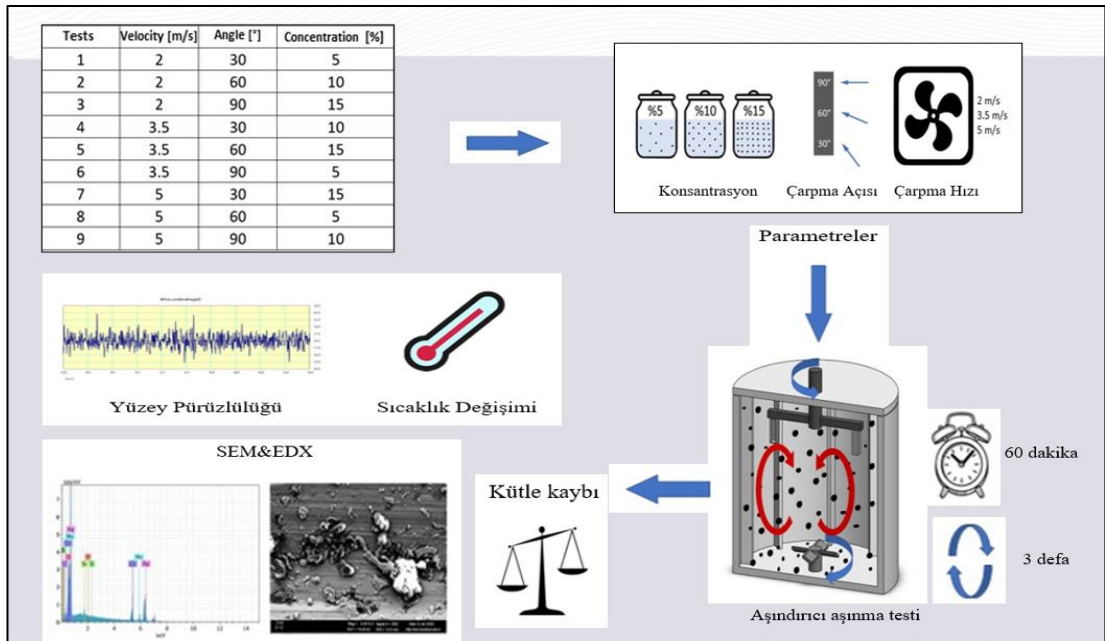 Tests Velocity [m/s] Angle [°] Concentration [%]
1 2 30 5
2 2 60 10
3 2 90 15
4 3.5 30 10
5 3.5 60 15
6 3.5 90 5
7 5 30 15
8 5 60 5
9 5 90 10
%5 %10 %15
90°
60°
30°
2 m/s
3.5 m/s
5 m/s
Konsantrasyon Çarpma Açısı Çarpma Hızı
Parametreler
Yüzey Pürüzlülüğü Sıcaklık Değişimi
SEM&EDX
Kütle kaybı
60 dakika
3 defa
Aşındırıcı aşınma testi